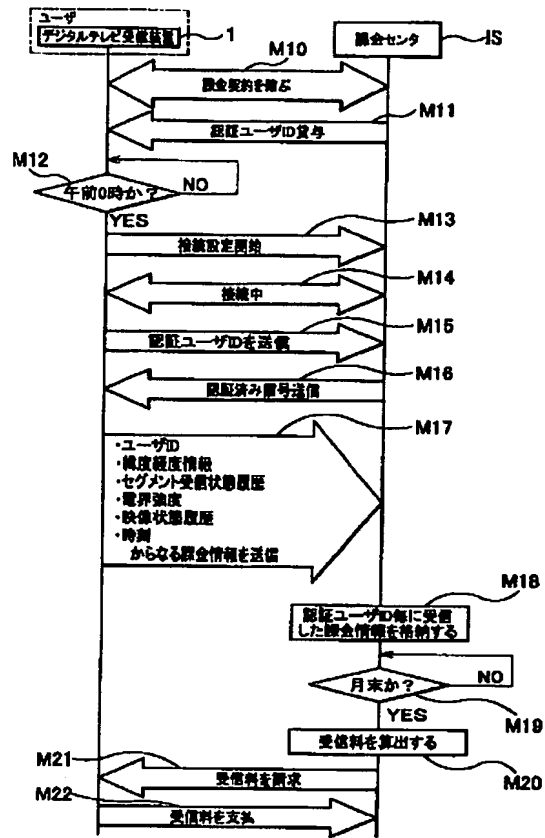 ユーザ
デジタルテレビ受信装置
1
課金センタ
IS
M10
課金契約を結ぶ
M11
認証ユーザID貸与
M12
午前0時か?
NO
YES
M13
接続設定開始
M14
接続中
M15
認証ユーザIDを送信
M16
認証済み信号送信
M17
・ユーザID
・緯度経度情報
・セグメント受信状態履歴
・電界強度
・映像状態履歴
・時刻
からなる課金情報を送信
M18
認証ユーザID毎に受信
した課金情報を格納する
NO
月末か?
M19
YES
受信料を算出する
M20
M21
受信料を請求
M22
受信料を支払